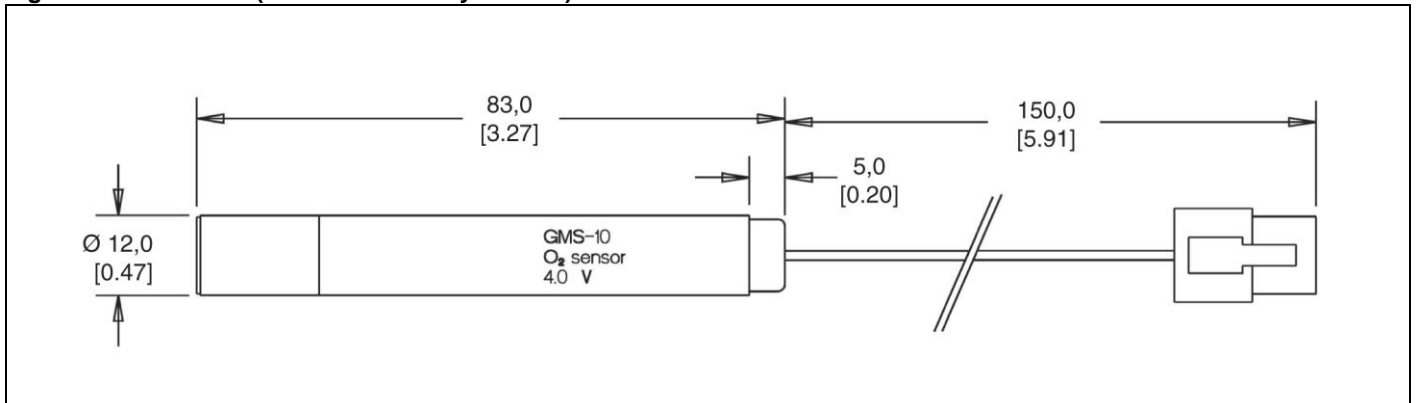 83,0
[3.27]
150,0
[5.91]
5,0
[0.20]
Ø 12,0
[0.47]
GMS-10
O₂ sensor
4.0 V